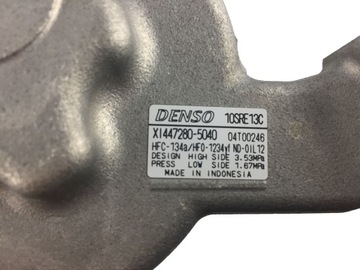 DENSO 10SRE13C
X1447280-5040 04T00246
HFC-134a/HFO-1234yf ND-OIL12
DESIGN HIGH SIDE 3.53MPa
PRESS LOW SIDE 1.67MPa
MADE IN INDONESIA